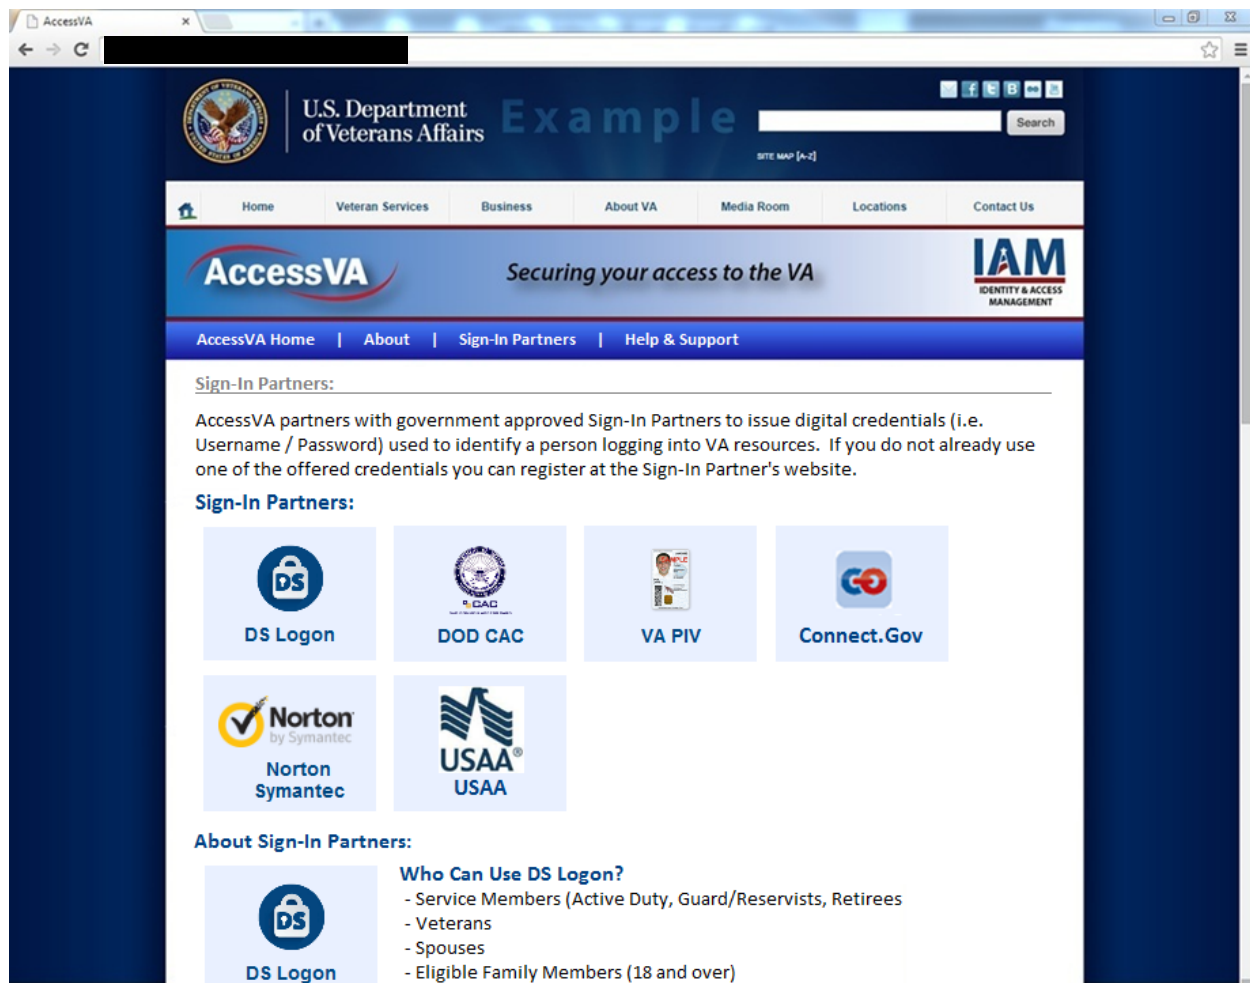 AccessVA
U.S. Department
of Veterans Affairs
Example
Search
SITE MAP [A-Z]
Home
Veteran Services
Business
About VA
Media Room
Locations
Contact Us
AccessVA
Securing your access to the VA
IAM
IDENTITY & ACCESS
MANAGEMENT
AccessVA Home | About | Sign-In Partners | Help & Support
Sign-In Partners:
AccessVA partners with government approved Sign-In Partners to issue digital credentials (i.e.
Username / Password) used to identify a person logging into VA resources.  If you do not already use
one of the offered credentials you can register at the Sign-In Partner's website.
Sign-In Partners:
DS
DS Logon
CAC
DOD CAC
VA PIV
Connect.Gov
Norton
by Symantec
Norton
Symantec
USAA®
USAA
About Sign-In Partners:
DS
DS Logon
Who Can Use DS Logon?
- Service Members (Active Duty, Guard/Reservists, Retirees
- Veterans
- Spouses
- Eligible Family Members (18 and over)